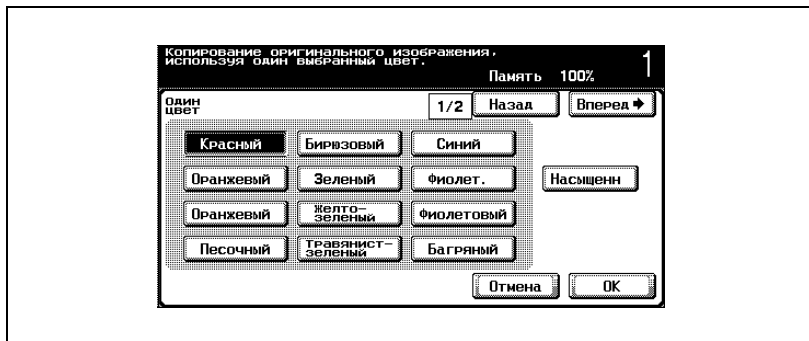 Копирование оригинального изображения,
используя один выбранный цвет.
Память 100% 1
Один
цвет
1/2 Назад Вперед
Красный Бирюзовый Синий
Оранжевый Зеленый Фиолет. Насыщенн
Оранжевый Желто-
зеленый Фиолетовый
Песочный Травянист-
зеленый Багряный
Отмена OK